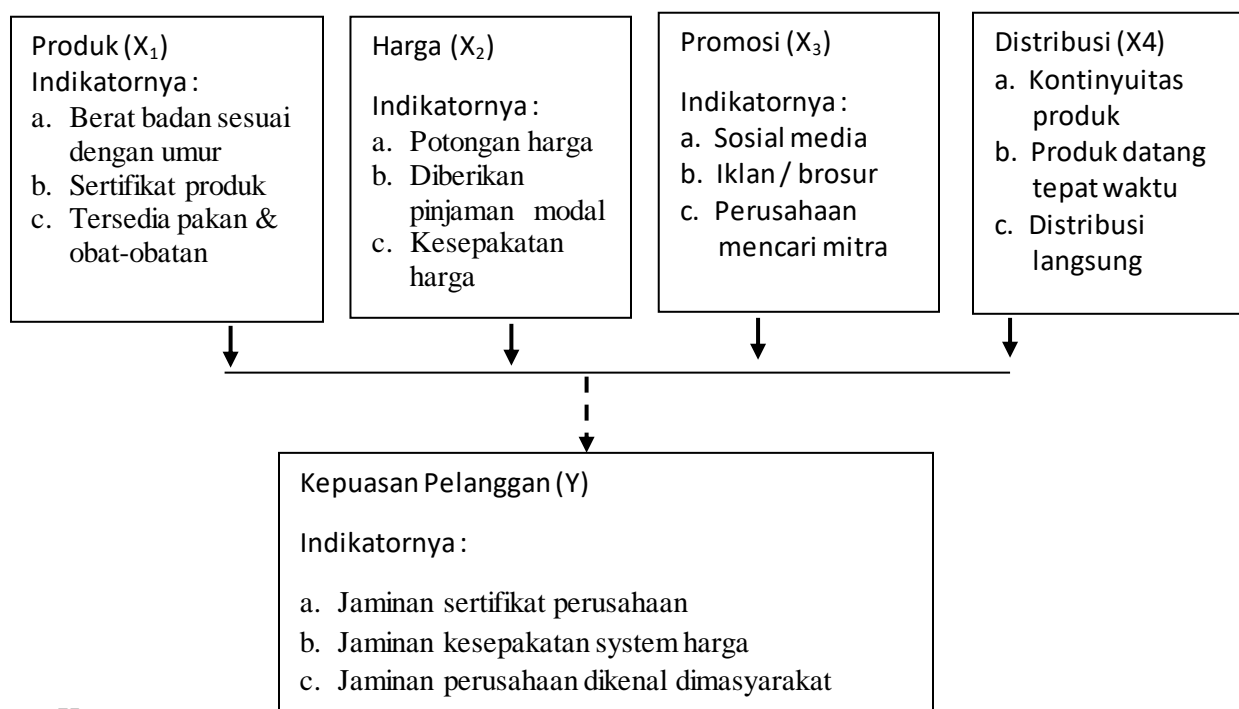 Produk (X₁)
Indikatornya :
a. Berat badan sesuai
dengan umur
b. Sertifikat produk
c. Tersedia pakan &
obat-obatan
Harga (X₂)
Indikatornya :
a. Potongan harga
b. Diberikan
pinjaman modal
c. Kesepakatan
harga
Promosi (X₃)
Indikatornya :
a. Sosial media
b. Iklan / brosur
c. Perusahaan
mencari mitra
Distribusi (X4)
a. Kontinyuitas
produk
b. Produk datang
tepat waktu
c. Distribusi
langsung
Kepuasan Pelanggan (Y)
Indikatornya :
a. Jaminan sertifikat perusahaan
b. Jaminan kesepakatan system harga
c. Jaminan perusahaan dikenal dimasyarakat